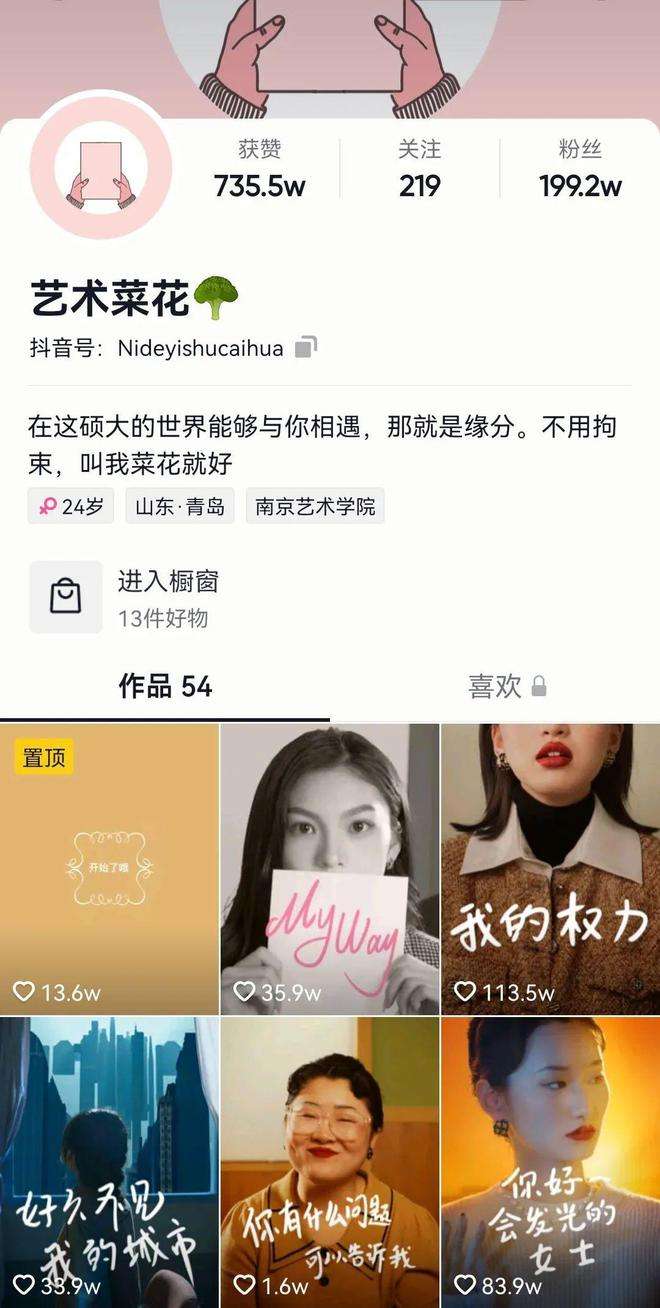 获赞
关注
粉丝
735.5w
219
199.2w
艺术菜花🥦
抖音号：Nideyishucaihua
在这硕大的世界能够与你相遇，那就是缘分。不用拘
束，叫我菜花就好
24岁
山东·青岛
南京艺术学院
进入橱窗
13件好物
作品 54
喜欢
置顶
开始了哦
13.6w
My Way
35.9w
我的权力
113.5w
好久不见
我的城市
33.9w
你有什么问题
可以告诉我
1.6w
你好
会发光的
女士
83.9w